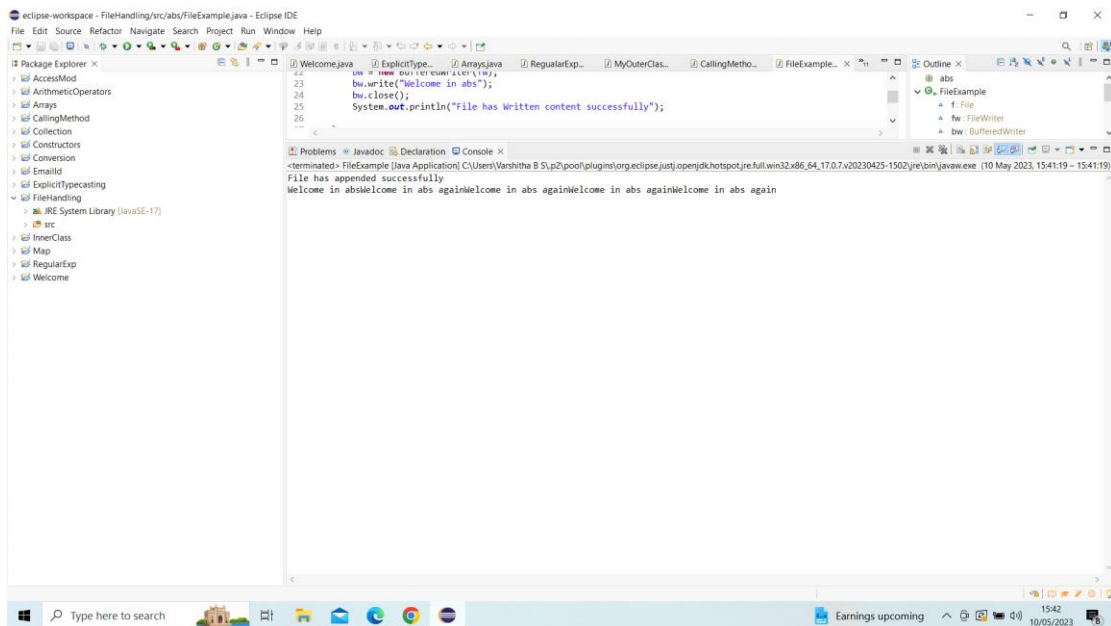 eclipse-workspace - FileHandling/src/abs/FileExample.java - Eclipse IDE
File Edit Source Refactor Navigate Search Project Run Window Help
Package Explorer
AccessMod
ArithmeticOperators
Arrays
CallingMethod
Collection
Constructors
Conversion
EmailId
ExplicitTypecasting
FileHandling
JRE System Library [JavaSE-17]
src
InnerClass
Map
RegularExp
Welcome
Welcome.java ExplicitType... Arrays.java RegualarExp... MyOuterClas... CallingMetho... FileExample... 
22 bw = new BufferedWriter(fw);
23 bw.write("Welcome in abs");
24 bw.close();
25 System.out.println("File has Written content successfully");
26
Outline
abs
FileExample
f : File
fw : FileWriter
bw : BufferedWriter
Problems Javadoc Declaration Console
<terminated> FileExample [Java Application] C:\Users\Varshitha B S\.p2\pool\plugins\org.eclipse.justj.openjdk.hotspot.jre.full.win32.x86_64_17.0.7.v20230425-1502\jre\bin\javaw.exe (10 May 2023, 15:41:19 – 15:41:19)
File has appended successfully
Welcome in absWelcome in abs againWelcome in abs againWelcome in abs againWelcome in abs again
Type here to search
Earnings upcoming
15:42
10/05/2023